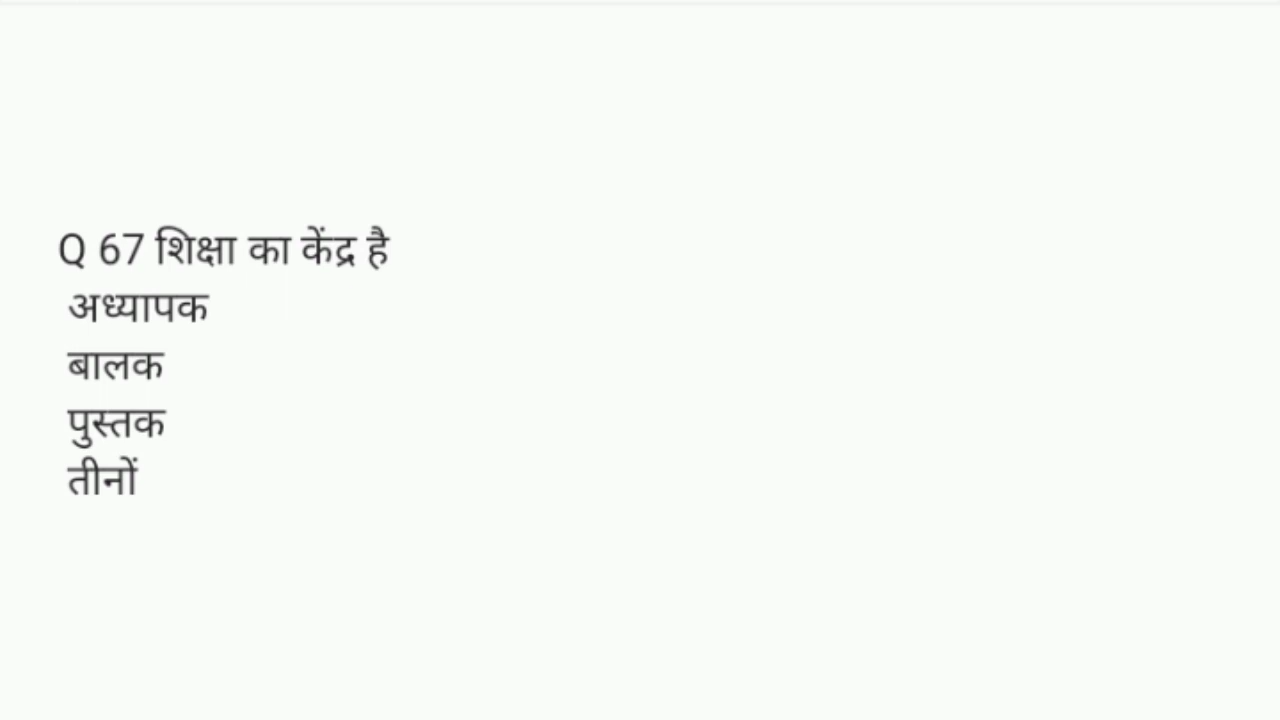 Q 67 शिक्षा का केंद्र है
अध्यापक
बालक
पुस्तक
तीनों